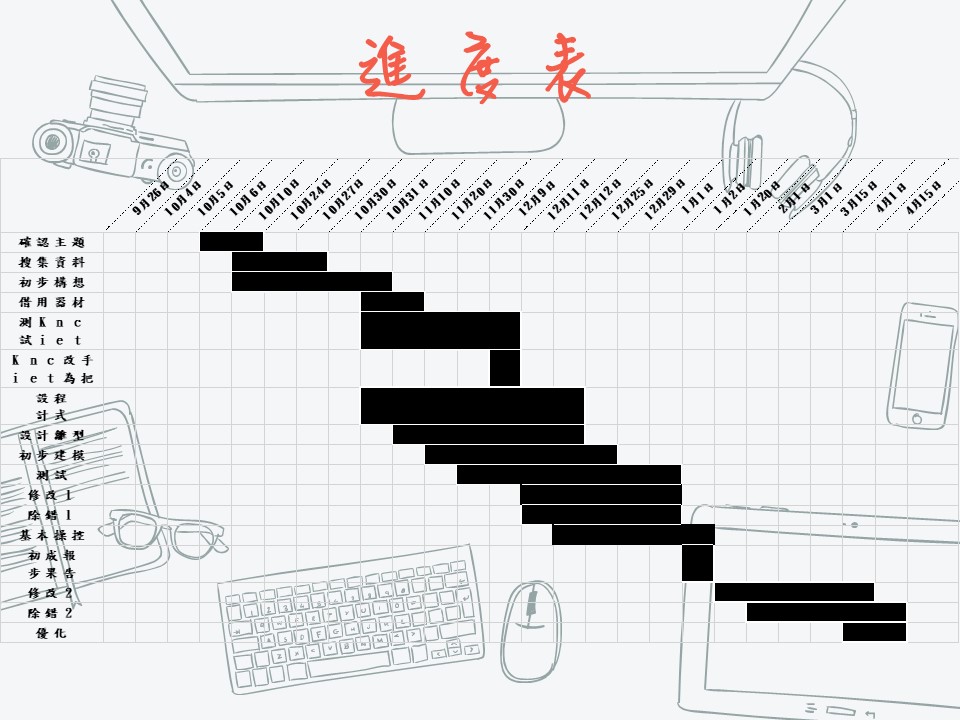 進度表
9月26日
10月4日
10月5日
10月6日
10月10日
10月24日
10月27日
10月30日
10月31日
11月10日
11月20日
11月30日
12月9日
12月11日
12月12日
12月25日
12月29日
1月1日
1月2日
1月20日
2月1日
3月1日
3月15日
4月1日
4月15日
確認主題
搜集資料
初步構想
借用器材
測Knc
試iet
Knc改手
iet為把
設程
計式
設計雛型
初步建模
測試
修改1
除錯1
基本操控
初成報
步果告
修改2
除錯2
優化